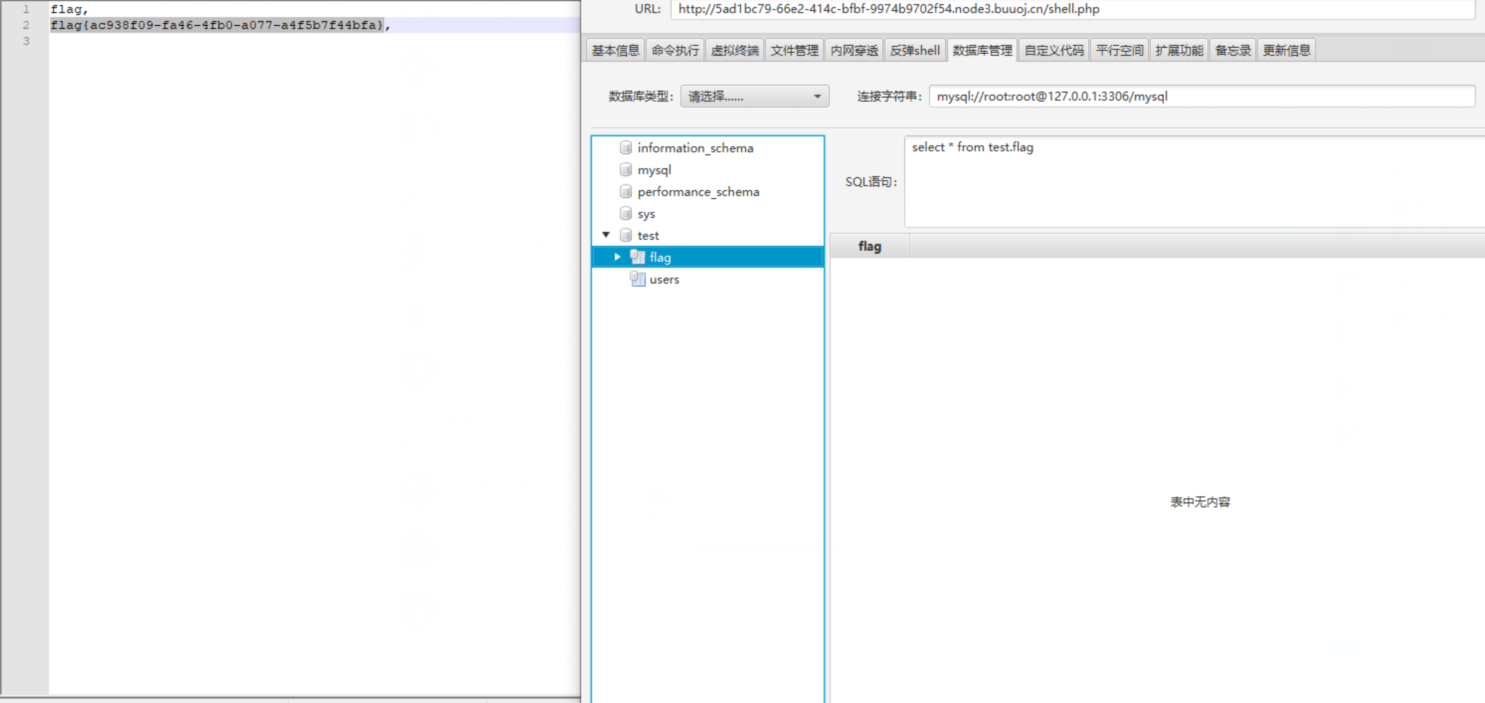 1 flag,
2 flag{ac938f09-fa46-4fb0-a077-a4f5b7f44bfa},
3
URL: http://5ad1bc79-66e2-414c-bfbf-9974b9702f54.node3.buuoj.cn/shell.php
基本信息 命令执行 虚拟终端 文件管理 内网穿透 反弹shell 数据库管理 自定义代码 平行空间 扩展功能 备忘录 更新信息
数据库类型: 请选择...... 连接字符串: mysql://root:root@127.0.0.1:3306/mysql
information_schema
mysql
performance_schema
sys
test
flag
users
select * from test.flag
SQL语句:
flag
表中无内容